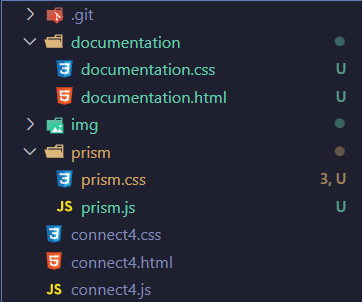 .git
documentation
documentation.css U
documentation.html U
img
prism
prism.css 3, U
JS prism.js U
connect4.css
connect4.html
JS connect4.js